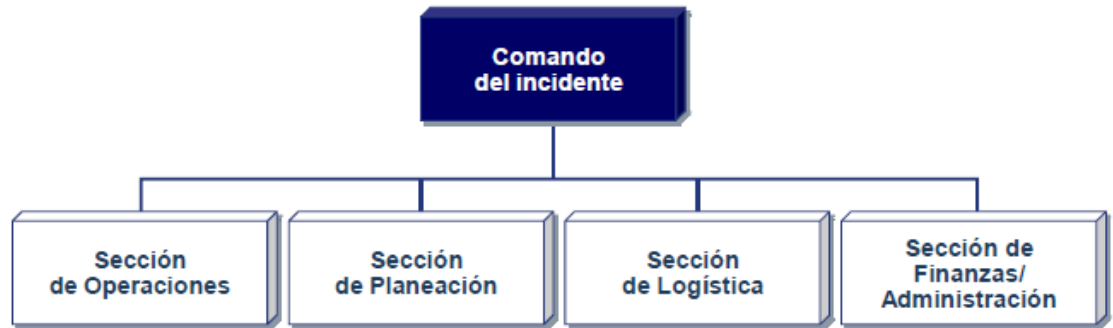 Comando
del incidente
Sección
de Operaciones
Sección
de Planeación
Sección
de Logística
Sección de
Finanzas/
Administración